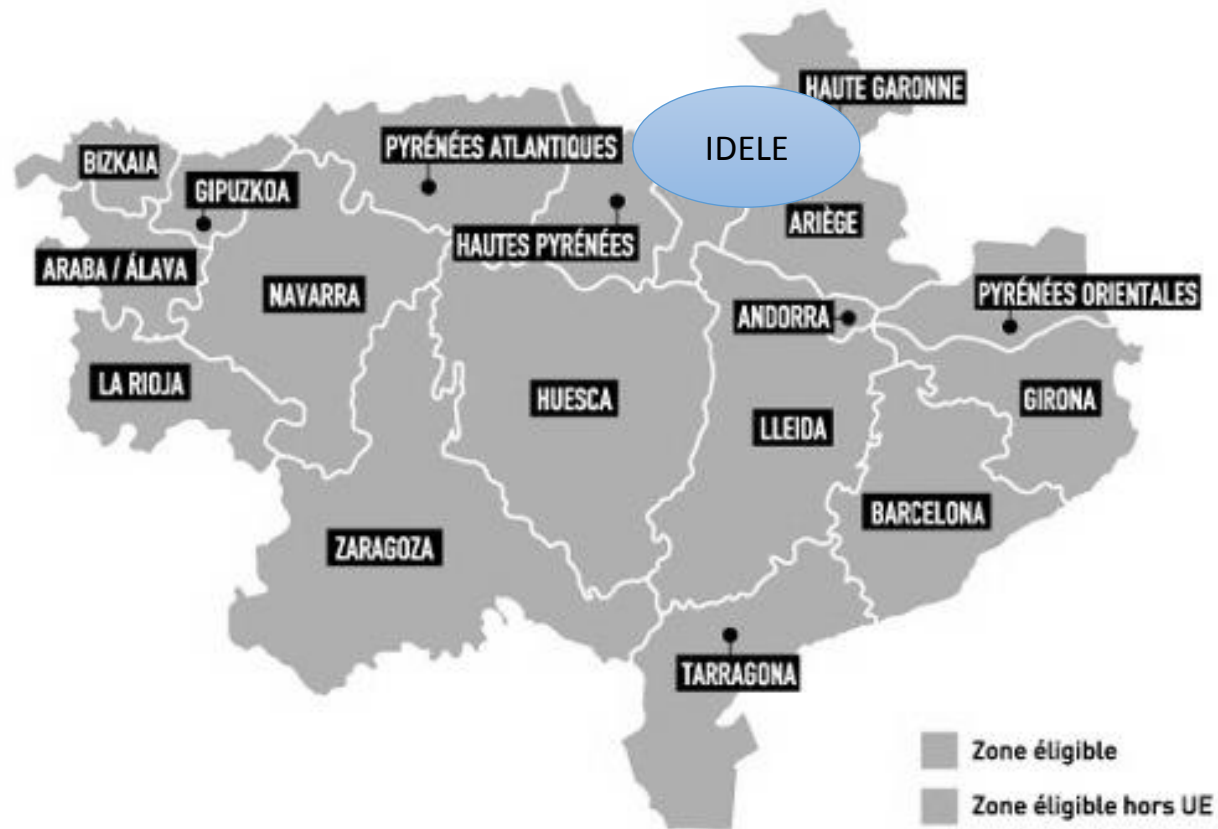 HAUTE GARONNE
IDELE
PYRÉNÉES ATLANTIQUES
BIZKAIA
GIPUZKOA
ARIÈGE
HAUTES PYRÉNÉES
ARABA / ÁLAVA
NAVARRA
PYRÉNÉES ORIENTALES
ANDORRA
LA RIOJA
HUESCA
GIRONA
LLEIDA
BARCELONA
ZARAGOZA
TARRAGONA
Zone éligible
Zone éligible hors UE